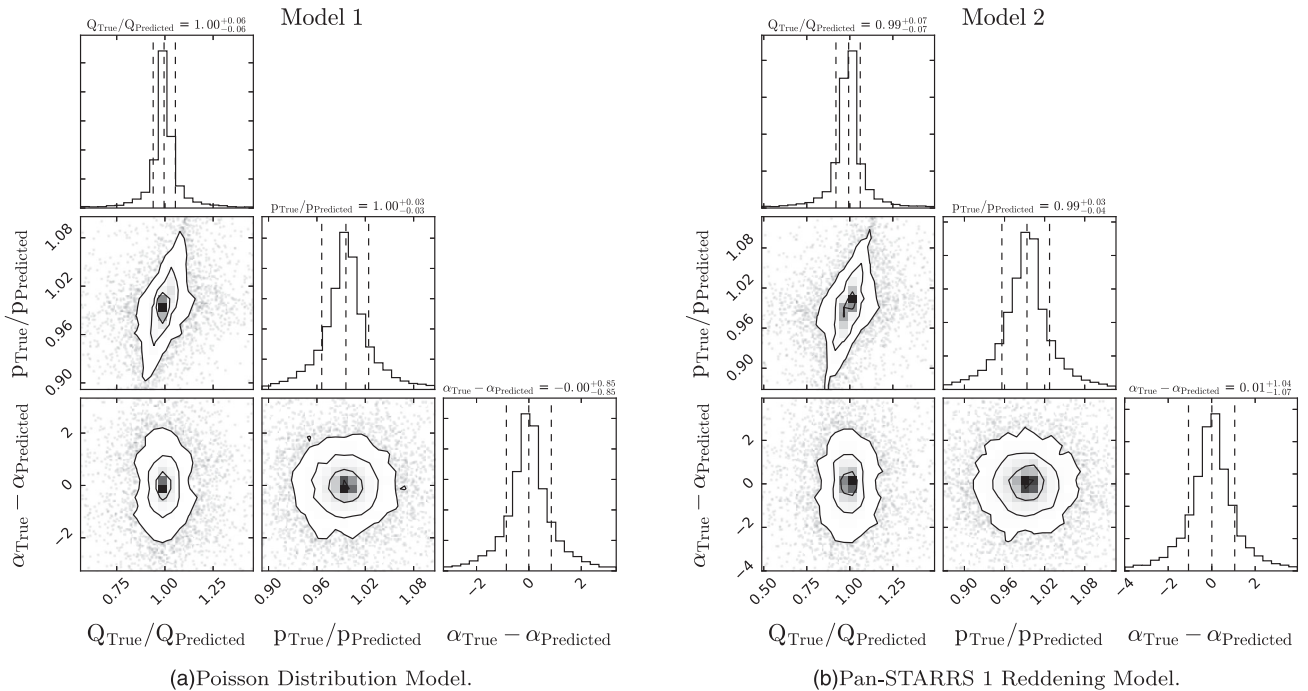 Model 1
Q_True/Q_Predicted = 1.00^{+0.06}_{-0.06}
p_True/p_Predicted = 1.00^{+0.03}_{-0.03}
α_True − α_Predicted = −0.00^{+0.85}_{-0.85}
p_True/p_Predicted
1.08
1.02
0.96
0.90
α_True − α_Predicted
2
0
−2
0.75 1.00 1.25
0.90 0.96 1.02 1.08
−2 0 2
Q_True/Q_Predicted p_True/p_Predicted α_True − α_Predicted
(a)Poisson Distribution Model.
Model 2
Q_True/Q_Predicted = 0.99^{+0.07}_{-0.07}
p_True/p_Predicted = 0.99^{+0.03}_{-0.04}
α_True − α_Predicted = 0.01^{+1.04}_{-1.07}
p_True/p_Predicted
1.08
1.02
0.96
0.90
α_True − α_Predicted
2
0
−2
−4
0.50 0.75 1.00 1.25
0.90 0.96 1.02 1.08
−4 −2 0 2
Q_True/Q_Predicted p_True/p_Predicted α_True − α_Predicted
(b)Pan-STARRS 1 Reddening Model.